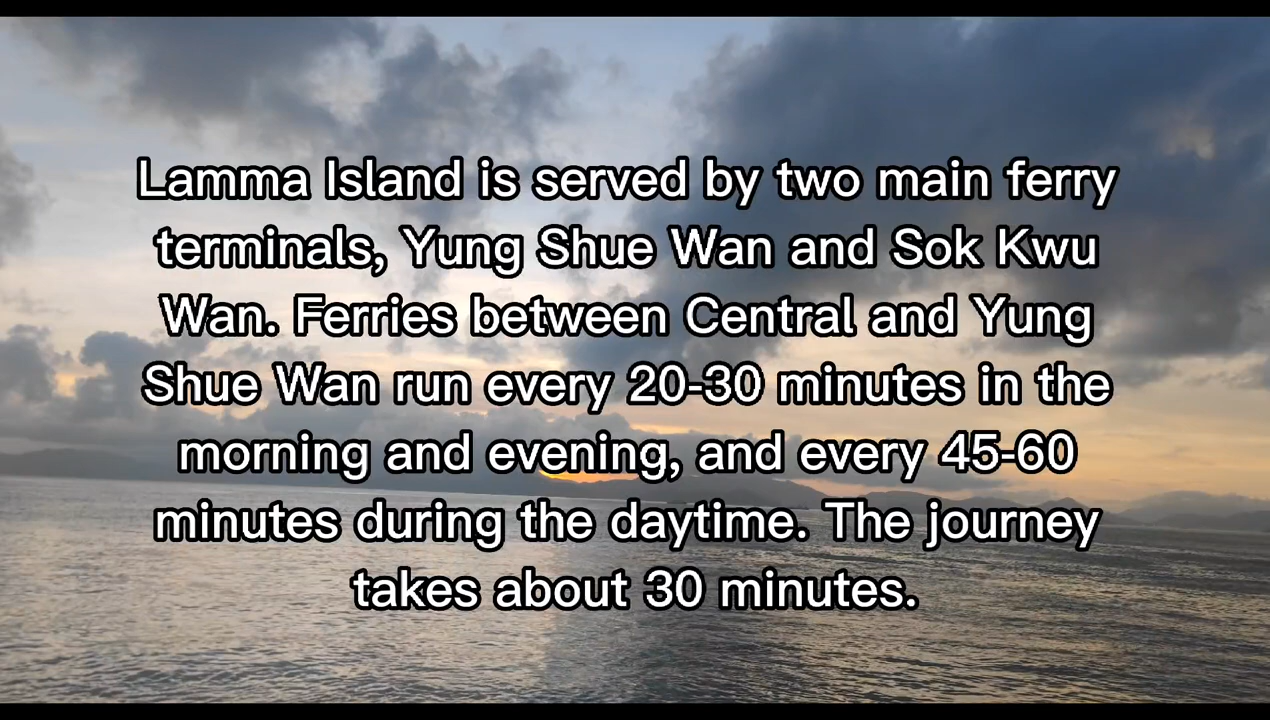 Lamma Island is served by two main ferry
terminals, Yung Shue Wan and Sok Kwu
Wan. Ferries between Central and Yung
Shue Wan run every 20-30 minutes in the
morning and evening, and every 45-60
minutes during the daytime. The journey
takes about 30 minutes.